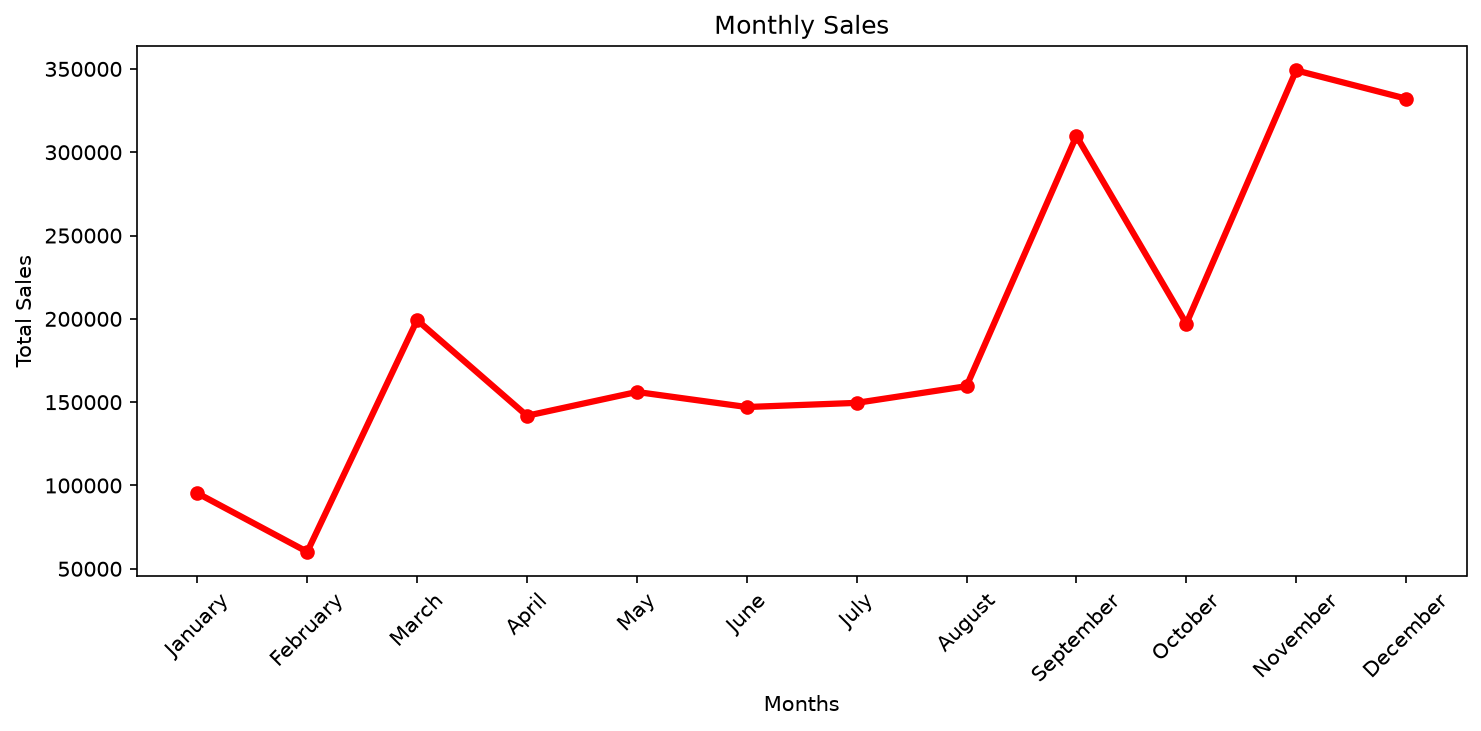 Monthly Sales
Total Sales
350000
300000
250000
200000
150000
100000
50000
January
February
March
April
May
June
July
August
September
October
November
December
Months